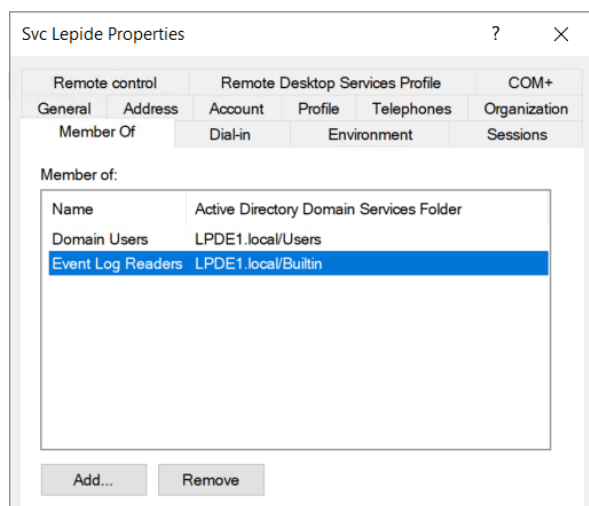 Svc Lepide Properties ?
Remote control Remote Desktop Services Profile COM+
General Address Account Profile Telephones Organization
Member Of Dial-in Environment Sessions
Member of:
Name Active Directory Domain Services Folder
Domain Users LPDE1.local/Users
Event Log Readers LPDE1.local/Builtin
Add... Remove